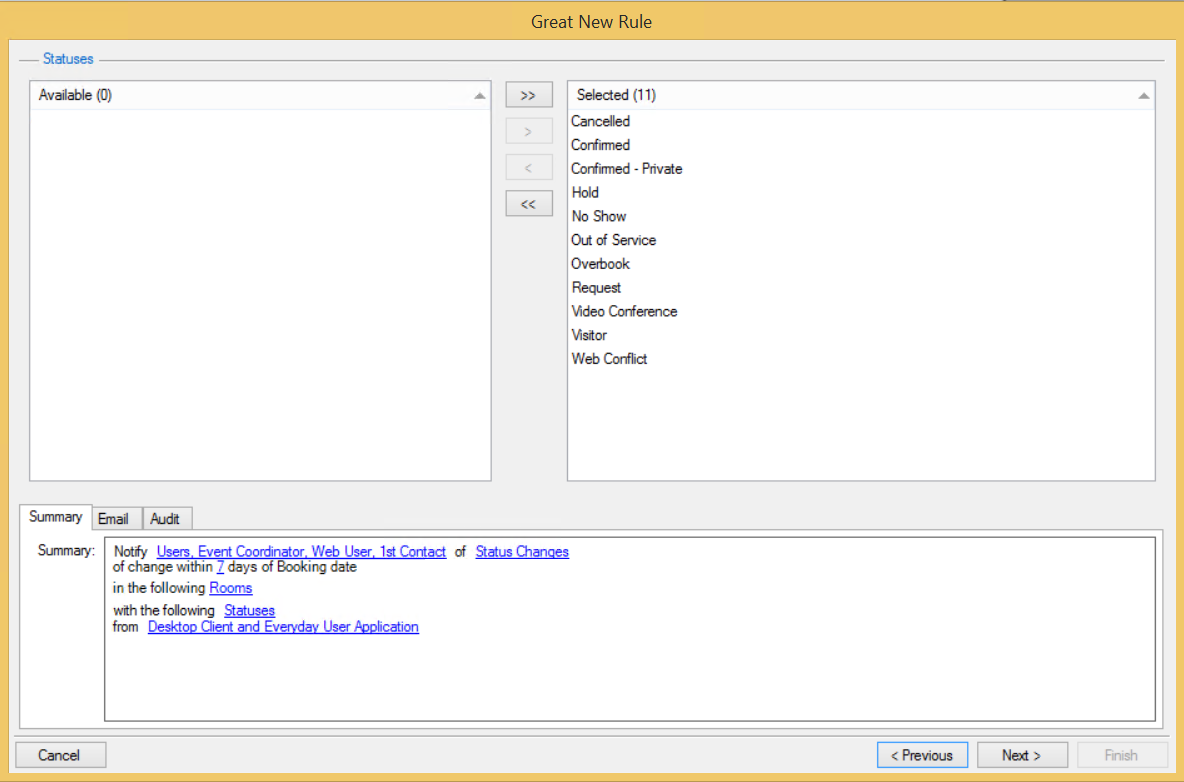 Great New Rule
Statuses
Available (0)
>>
>
<
<<
Selected (11)
Cancelled
Confirmed
Confirmed - Private
Hold
No Show
Out of Service
Overbook
Request
Video Conference
Visitor
Web Conflict
Summary Email Audit
Summary:
Notify Users, Event Coordinator, Web User, 1st Contact of Status Changes
of change within 7 days of Booking date
in the following Rooms
with the following Statuses
from Desktop Client and Everyday User Application
Cancel < Previous Next > Finish